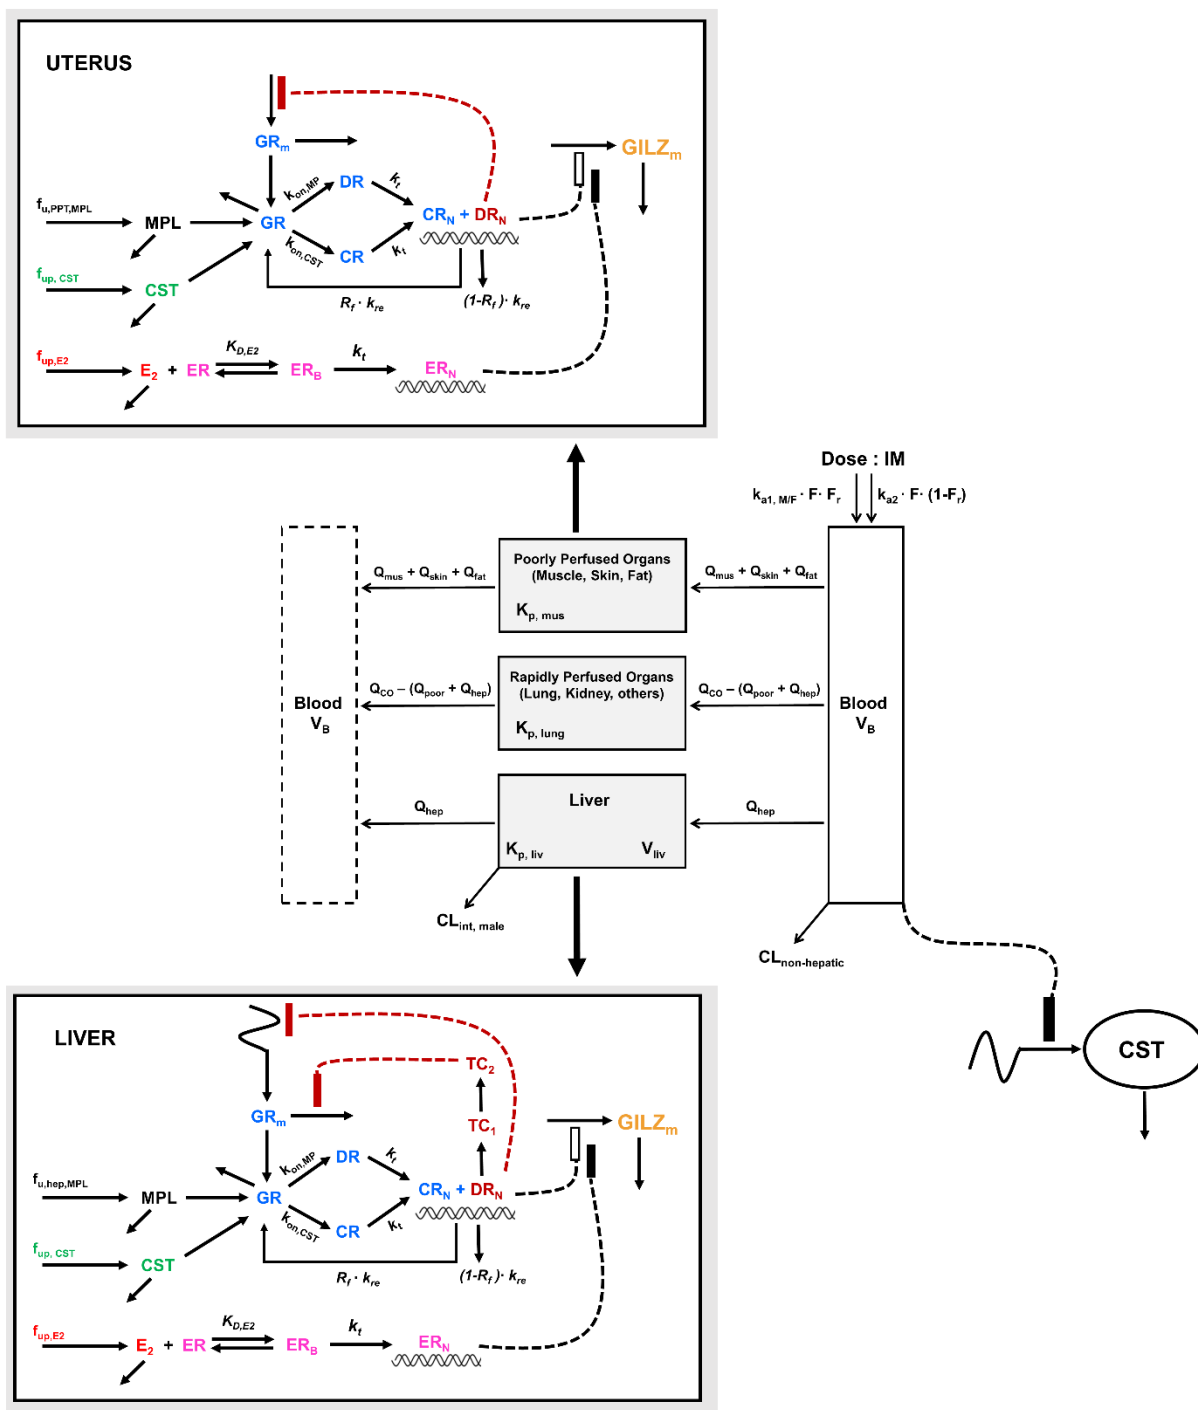 UTERUS
GRm
GILZm
kon,MP
DR
kt
fu,PPT,MPL
MPL
GR
CRN + DRN
kon,CST
CR
kt
fup, CST
CST
Rf · kre
(1-Rf) · kre
fup,E2
E2 + ER
KD,E2
ERB
kt
ERN
Dose : IM
ka1, M/F · F · Fr
ka2 · F · (1-Fr)
Poorly Perfused Organs
(Muscle, Skin, Fat)
Kp, mus
Qmus + Qskin + Qfat
Qmus + Qskin + Qfat
Rapidly Perfused Organs
(Lung, Kidney, others)
Kp, lung
QCO – (Qpoor + Qhep)
QCO – (Qpoor + Qhep)
Blood
VB
Blood
VB
Liver
Kp, liv
Vliv
Qhep
Qhep
CLint, male
CLnon-hepatic
CST
LIVER
TC2
GRm
TC1
GILZm
kon,MP
DR
kt
fu,hep,MPL
MPL
GR
CRN + DRN
kon,CST
CR
kt
fup, CST
CST
Rf · kre
(1-Rf) · kre
fup,E2
E2 + ER
KD,E2
ERB
kt
ERN